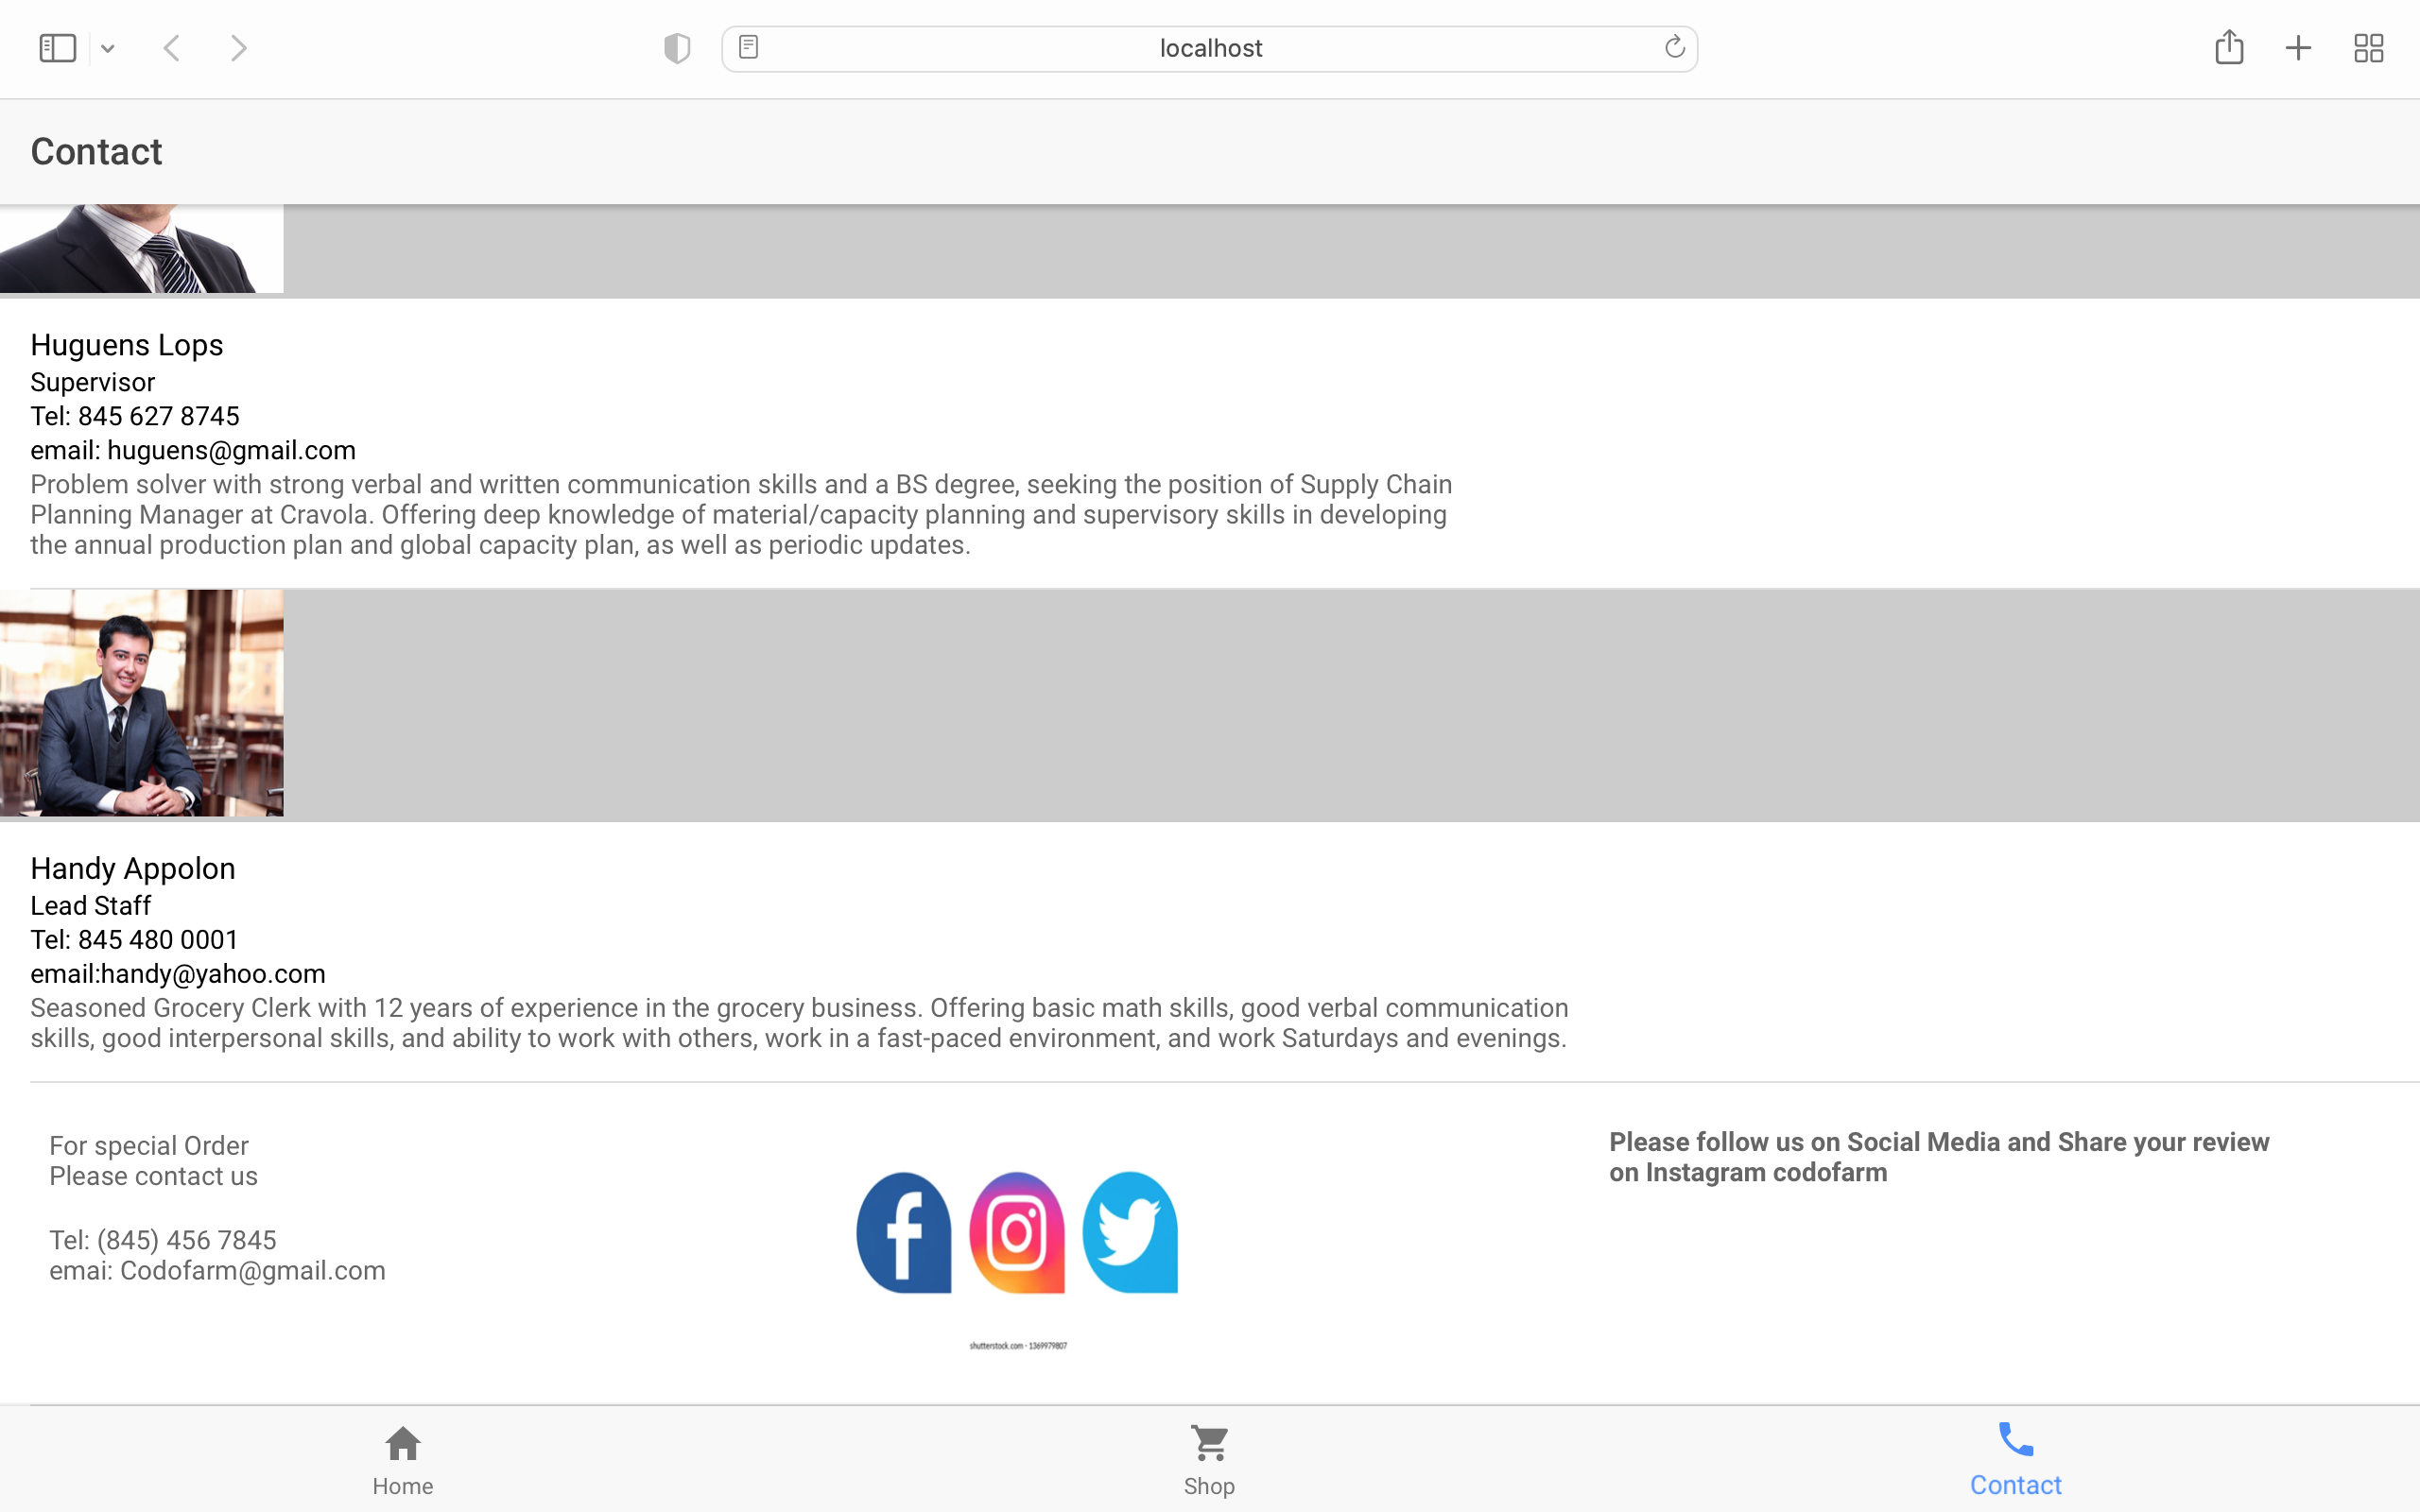 localhost
Contact
Huguens Lops
Supervisor
Tel: 845 627 8745
email: huguens@gmail.com
Problem solver with strong verbal and written communication skills and a BS degree, seeking the position of Supply Chain
Planning Manager at Cravola. Offering deep knowledge of material/capacity planning and supervisory skills in developing
the annual production plan and global capacity plan, as well as periodic updates.
Handy Appolon
Lead Staff
Tel: 845 480 0001
email:handy@yahoo.com
Seasoned Grocery Clerk with 12 years of experience in the grocery business. Offering basic math skills, good verbal communication
skills, good interpersonal skills, and ability to work with others, work in a fast-paced environment, and work Saturdays and evenings.
For special Order
Please contact us
Tel: (845) 456 7845
emai: Codofarm@gmail.com
shutterstock.com · 1369979807
Please follow us on Social Media and Share your review
on Instagram codofarm
Home
Shop
Contact